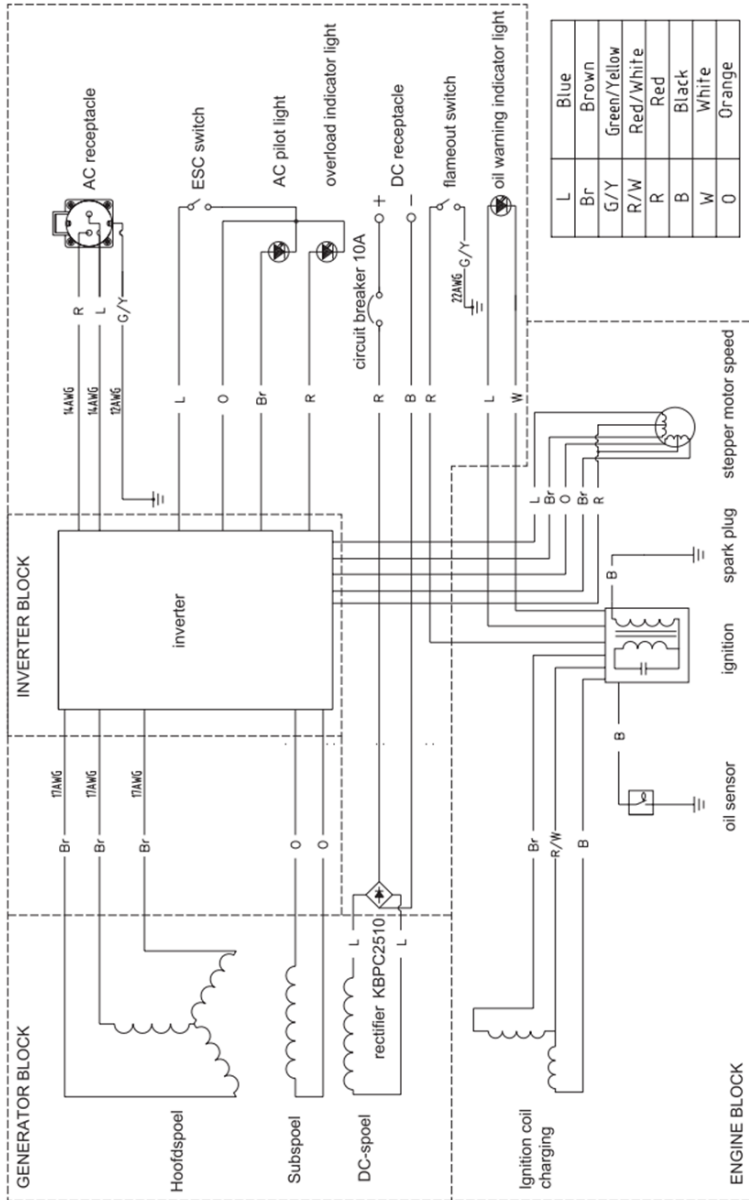 GENERATOR BLOCK
INVERTER BLOCK
Hoofdspoel
Br
17AWG
Br
17AWG
Br
17AWG
Subspoel
O
O
DC-spoel
L
L
rectifier KBPC2510
inverter
14AWG
R
14AWG
L
12AWG
G/Y
AC receptacle
L
ESC switch
O
Br
AC pilot light
R
overload indicator light
circuit breaker 10A
R
+
DC receptacle
B
-
R
flameout switch
22AWG
G/Y
L
oil warning indicator light
W
L
Br
O
Br
R
stepper motor speed
spark plug
B
ignition
B
oil sensor
Br
R/W
B
Ignition coil
charging
ENGINE BLOCK
L Blue
Br Brown
G/Y Green/Yellow
R/W Red/White
R Red
B Black
W White
O Orange